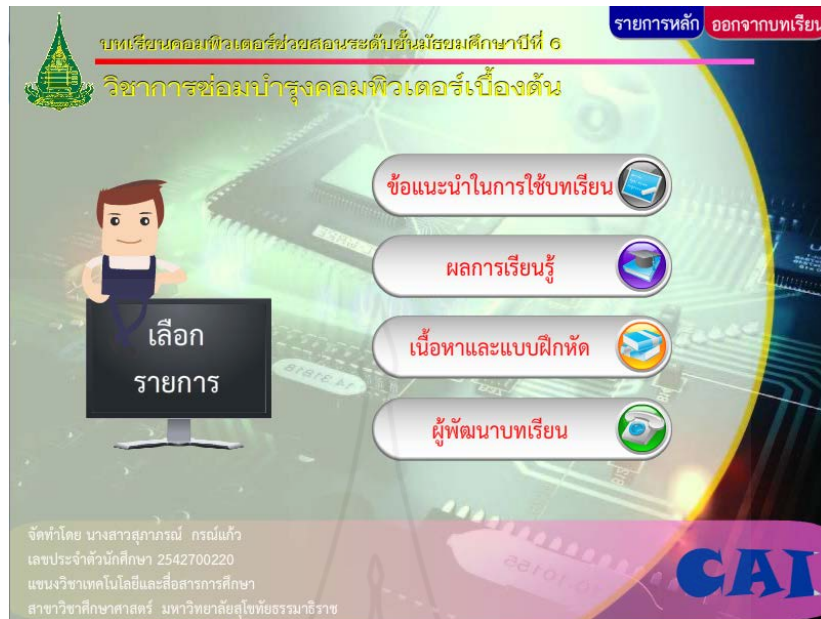 บทเรียนคอมพิวเตอร์ช่วยสอนระดับชั้นมัธยมศึกษาปีที่ 6
รายการหลัก
ออกจากบทเรียน
วิชาการซ่อมบำรุงคอมพิวเตอร์เบื้องต้น
ข้อแนะนำในการใช้บทเรียน
ผลการเรียนรู้
เลือก
รายการ
เนื้อหาและแบบฝึกหัด
ผู้พัฒนาบทเรียน
จัดทำโดย นางสาวสุภาภรณ์ กรณ์แก้ว
เลขประจำตัวนักศึกษา 2542700220
แขนงวิชาเทคโนโลยีและสื่อสารการศึกษา
สาขาวิชาศึกษาศาสตร์ มหาวิทยาลัยสุโขทัยธรรมาธิราช
CAI